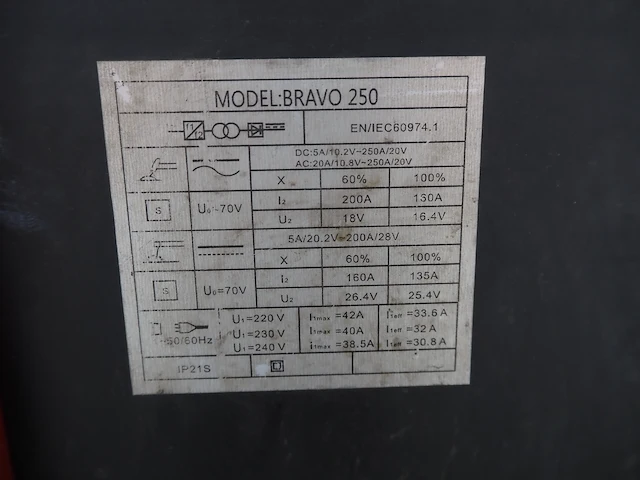 MODEL:BRAVO 250
f1 f2 EN/IEC60974.1
DC:5A/10.2V~250A/20V
AC:20A/10.8V~250A/20V
X 60% 100%
S U₀=70V I2 200A 130A
U2 18V 16.4V
5A/20.2V~200A/28V
X 60% 100%
S U₀=70V I2 160A 135A
U2 26.4V 25.4V
U1=220 V I1max =42A I1eff =33.6 A
U1=230 V I1max =40A I1eff =32 A
~50/60Hz U1=240 V I1max =38.5A I1eff =30.8 A
IP21S